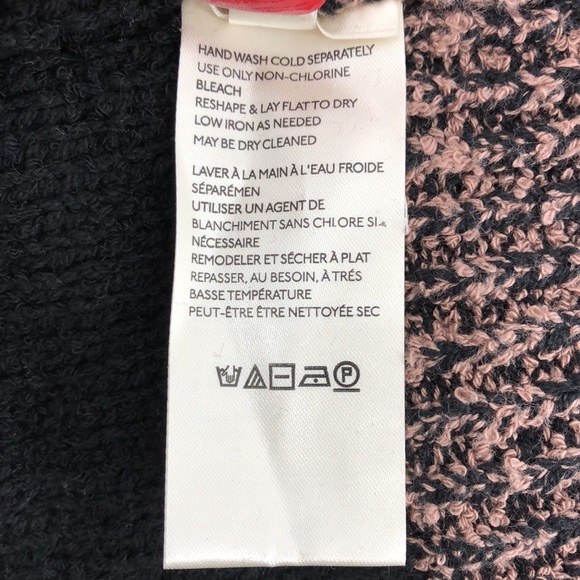 HAND WASH COLD SEPARATELY
USE ONLY NON-CHLORINE
BLEACH
RESHAPE & LAY FLAT TO DRY
LOW IRON AS NEEDED
MAY BE DRY CLEANED
LAVER À LA MAIN À L'EAU FROIDE
SÉPARÉMEN
UTILISER UN AGENT DE
BLANCHIMENT SANS CHLORE SI
NÉCESSAIRE
REMODELER ET SÉCHER À PLAT
REPASSER, AU BESOIN, À TRÉS
BASSE TEMPÉRATURE
PEUT-ÊTRE ÊTRE NETTOYÉE SEC
P